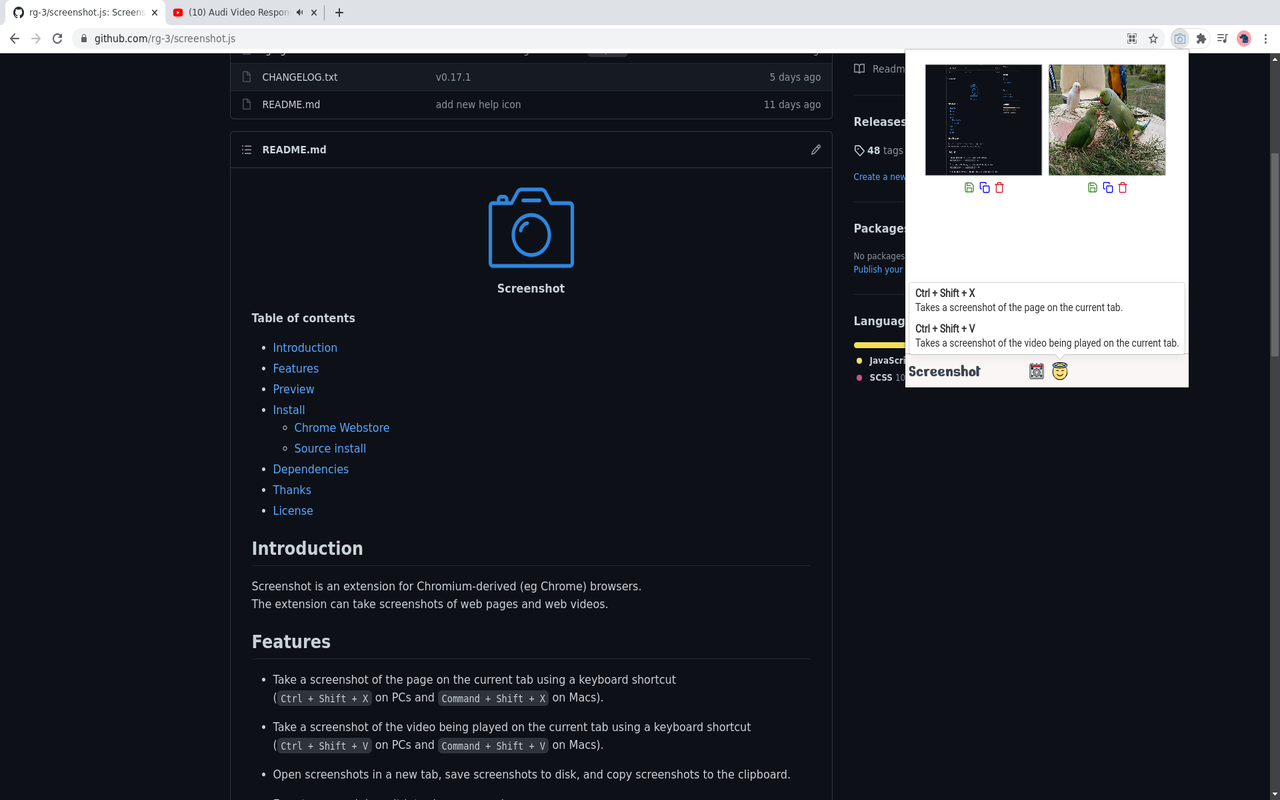 rg-3/screenshot.js: Screens
(10) Audi Video Respon
github.com/rg-3/screenshot.js
CHANGELOG.txt v0.17.1 5 days ago
README.md add new help icon 11 days ago
README.md
Screenshot
Table of contents
Introduction
Features
Preview
Install
Chrome Webstore
Source install
Dependencies
Thanks
License
Introduction
Screenshot is an extension for Chromium-derived (eg Chrome) browsers.
The extension can take screenshots of web pages and web videos.
Features
Take a screenshot of the page on the current tab using a keyboard shortcut
(Ctrl + Shift + X on PCs and Command + Shift + X on Macs).
Take a screenshot of the video being played on the current tab using a keyboard shortcut
(Ctrl + Shift + V on PCs and Command + Shift + V on Macs).
Open screenshots in a new tab, save screenshots to disk, and copy screenshots to the clipboard.
Readm
Releases
48 tags
Create a new
Packages
No packages
Publish your
Languag
JavaScri
SCSS 10
Ctrl + Shift + X
Takes a screenshot of the page on the current tab.
Ctrl + Shift + V
Takes a screenshot of the video being played on the current tab.
Screenshot